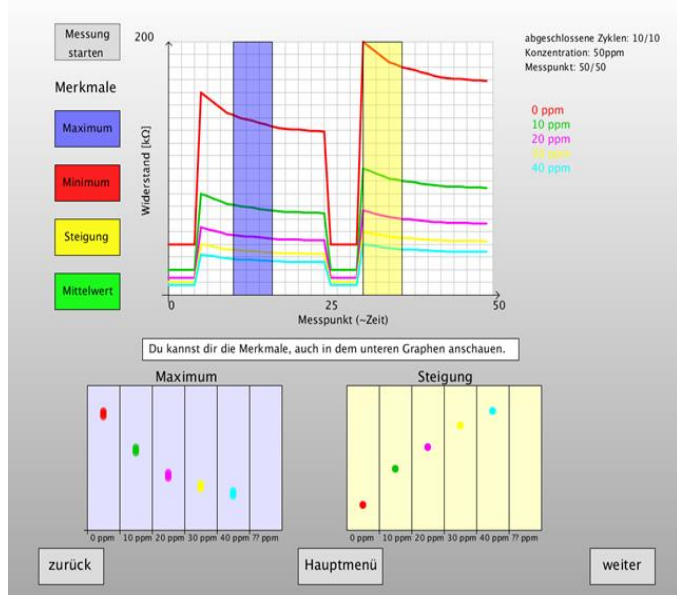 Messung
starten
Merkmale
Maximum
Minimum
Steigung
Mittelwert
200
Widerstand [kΩ]
0
25
50
Messpunkt (~Zeit)
abgeschlossene Zyklen: 10/10
Konzentration: 50ppm
Messpunkt: 50/50
0 ppm
10 ppm
20 ppm
30 ppm
40 ppm
Du kannst dir die Merkmale, auch in dem unteren Graphen anschauen.
Maximum
0 ppm 10 ppm 20 ppm 30 ppm 40 ppm ?? ppm
Steigung
0 ppm 10 ppm 20 ppm 30 ppm 40 ppm ?? ppm
zurück
Hauptmenü
weiter